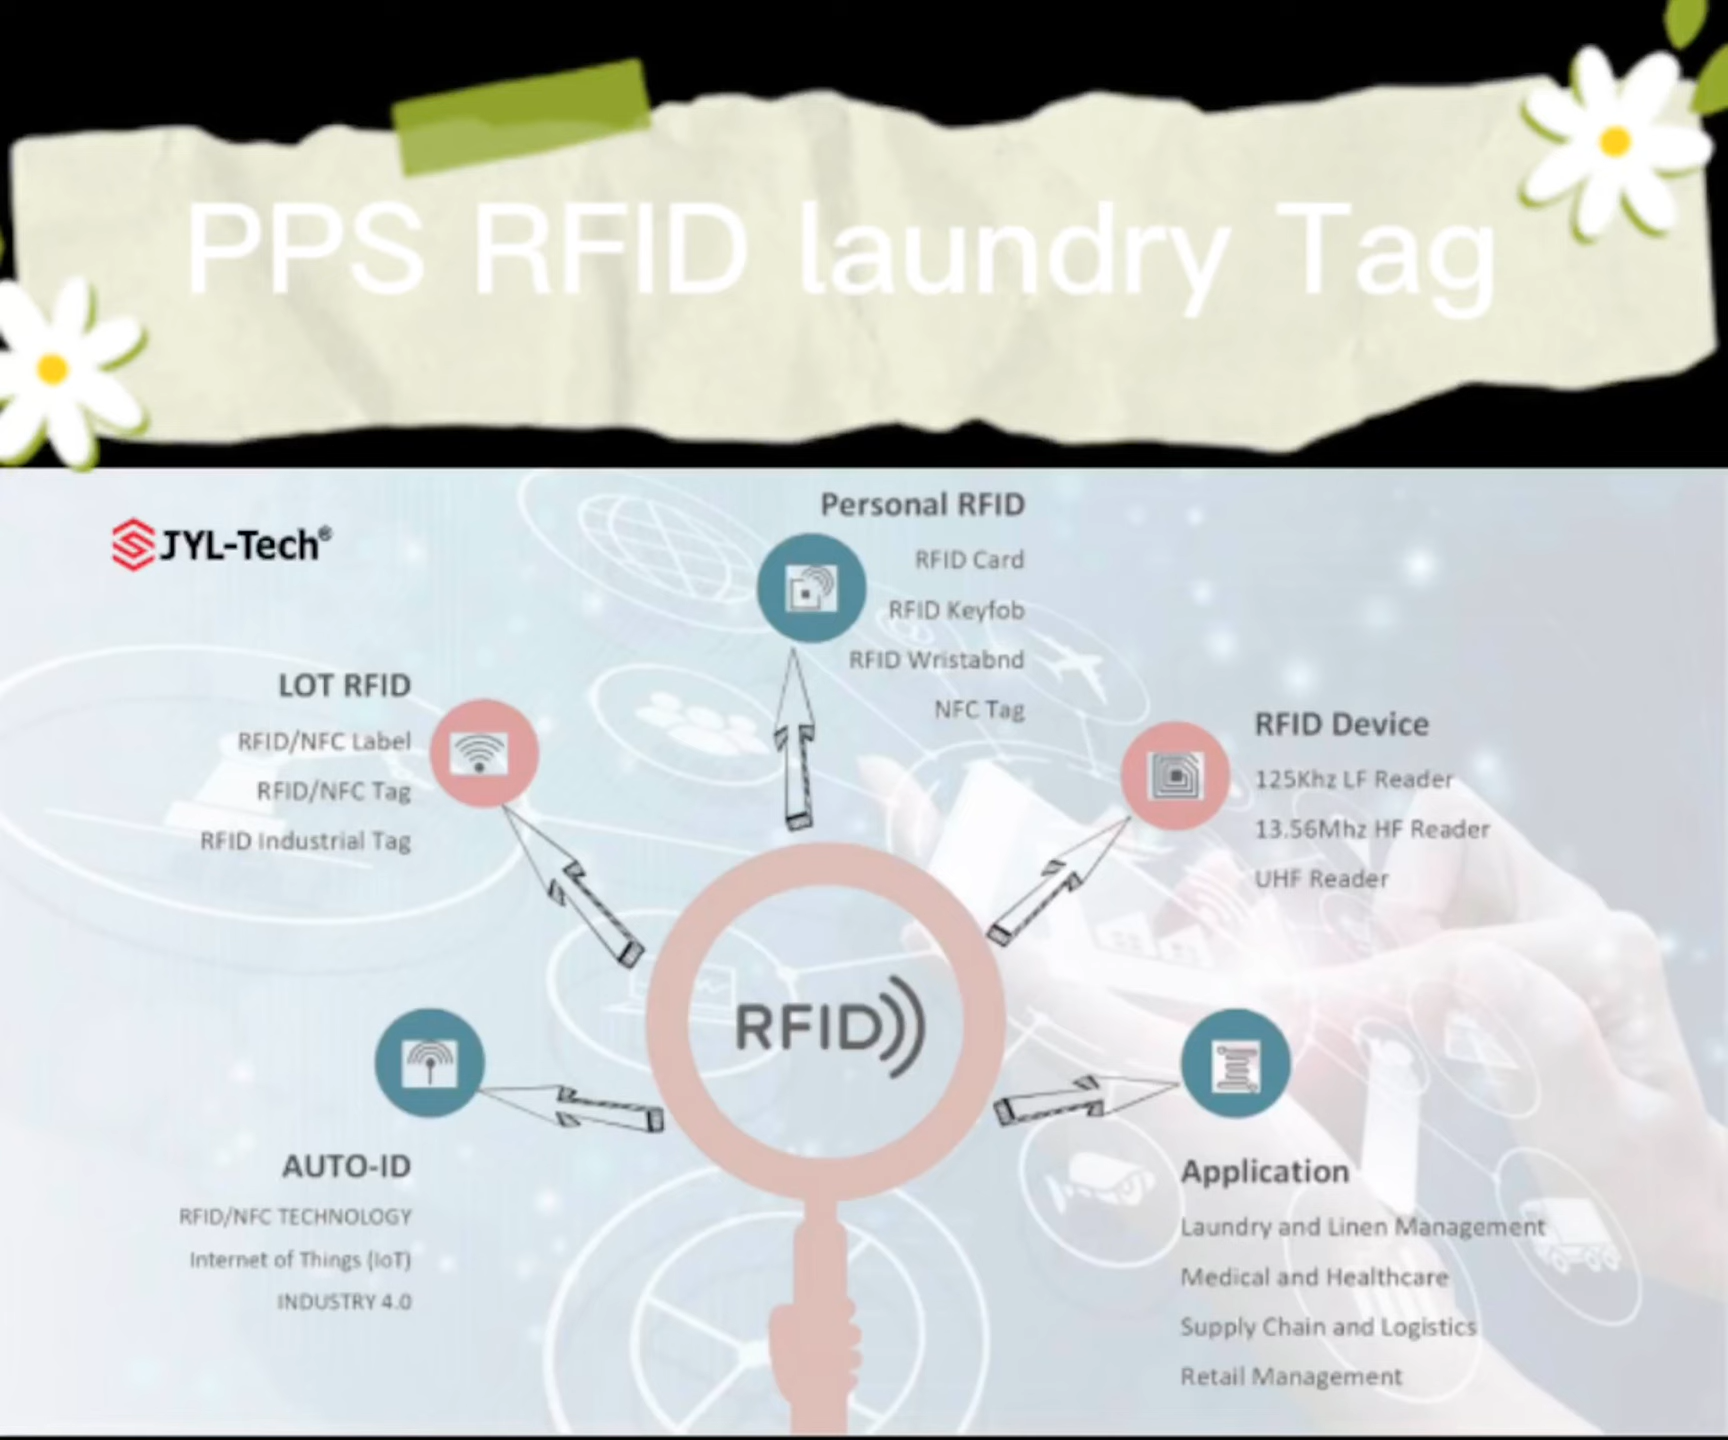 PPS RFID laundry Tag
JYL-Tech®
Personal RFID
RFID Card
RFID Keyfob
RFID Wristabnd
NFC Tag
LOT RFID
RFID/NFC Label
RFID/NFC Tag
RFID Industrial Tag
RFID Device
125Khz LF Reader
13.56Mhz HF Reader
UHF Reader
RFID
AUTO-ID
RFID/NFC TECHNOLOGY
Internet of Things (IoT)
INDUSTRY 4.0
Application
Laundry and Linen Management
Medical and Healthcare
Supply Chain and Logistics
Retail Management